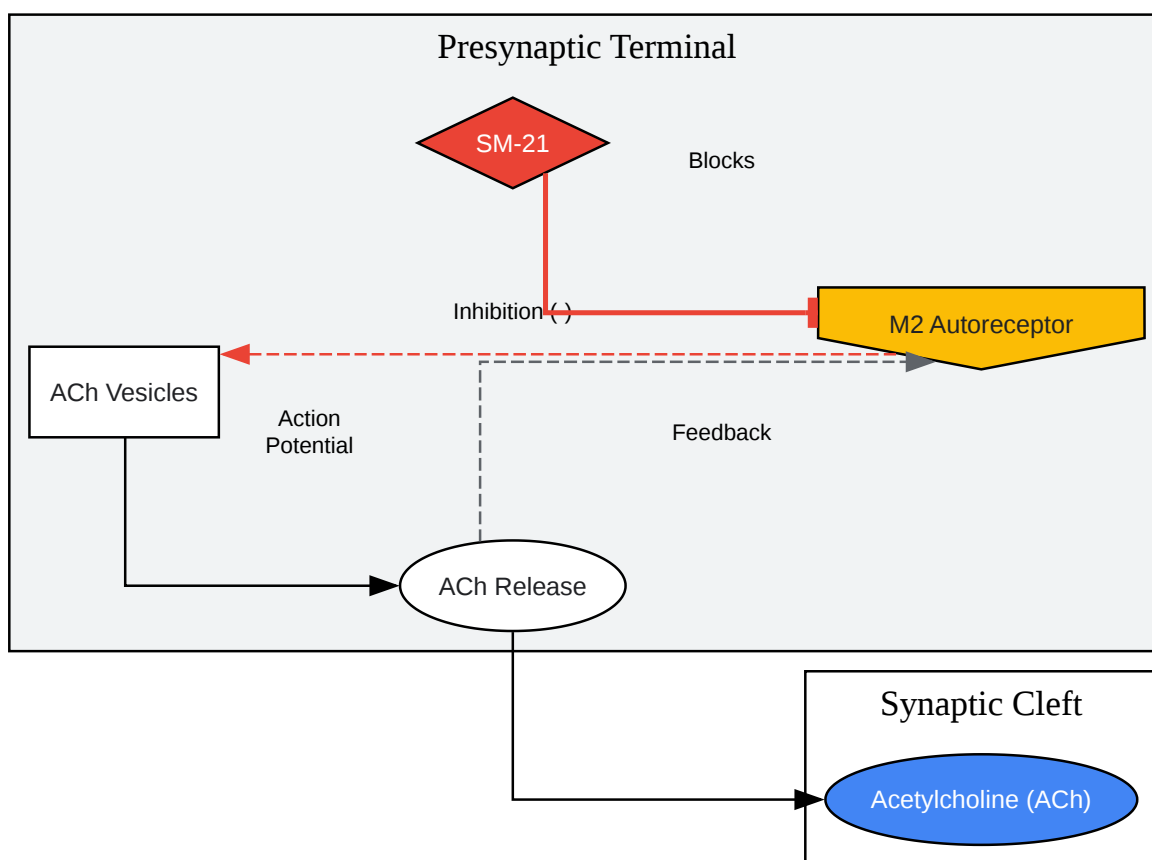 Presynaptic Terminal
SM-21
Blocks
Inhibition ( )
M2 Autoreceptor
ACh Vesicles
Action
Potential
Feedback
ACh Release
Synaptic Cleft
Acetylcholine (ACh)